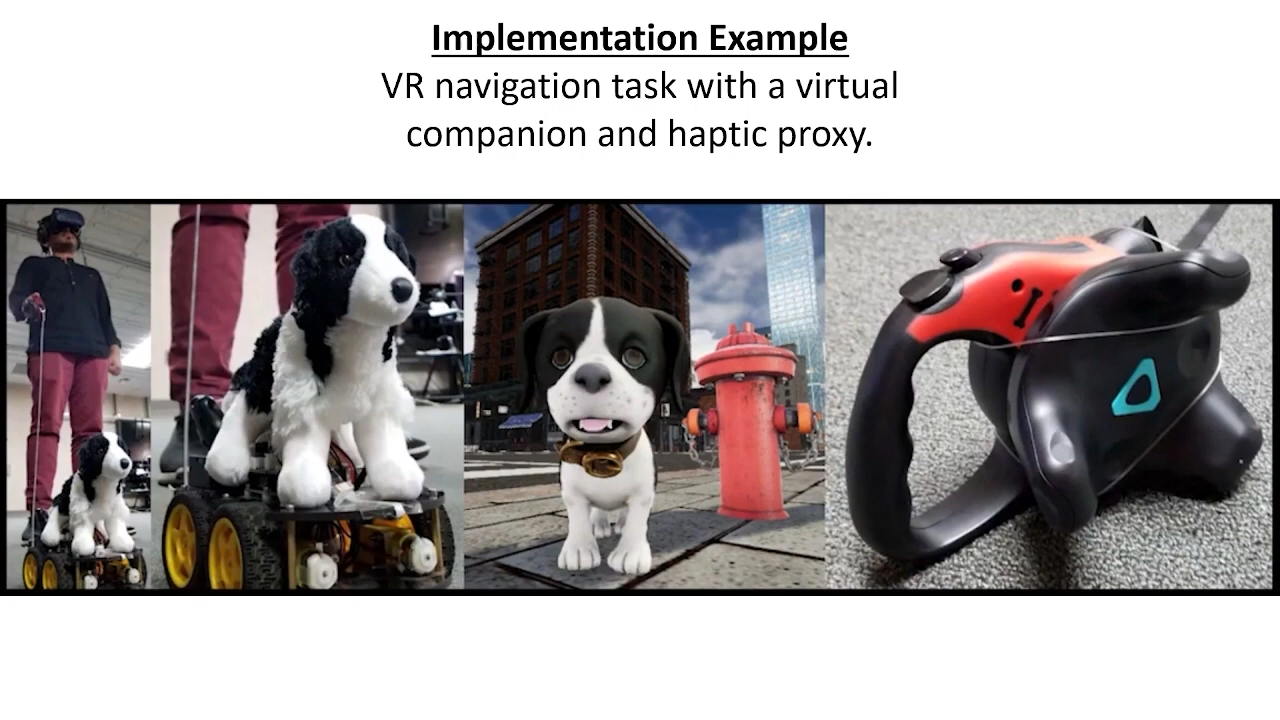 Implementation Example
VR navigation task with a virtual
companion and haptic proxy.